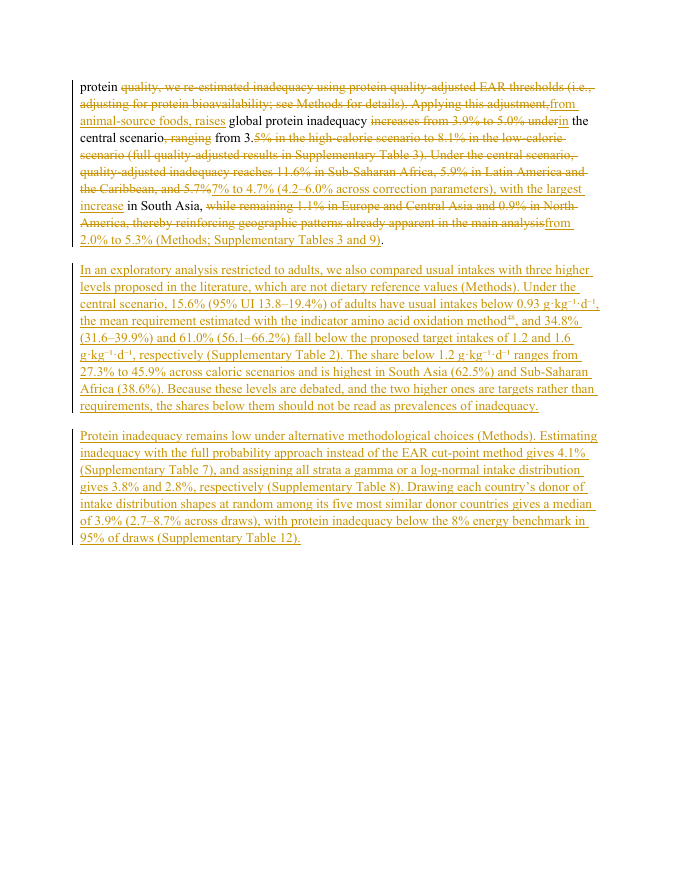 protein quality, we re-estimated inadequacy using protein quality-adjusted EAR thresholds (i.e.,
adjusting for protein bioavailability; see Methods for details). Applying this adjustment,from
animal-source foods, raises global protein inadequacy increases from 3.9% to 5.0% underin the
central scenario, ranging from 3.5% in the high-calorie scenario to 8.1% in the low-calorie
scenario (full quality-adjusted results in Supplementary Table 3). Under the central scenario,
quality-adjusted inadequacy reaches 11.6% in Sub-Saharan Africa, 5.9% in Latin America and
the Caribbean, and 5.7%7% to 4.7% (4.2–6.0% across correction parameters), with the largest
increase in South Asia, while remaining 1.1% in Europe and Central Asia and 0.9% in North
America, thereby reinforcing geographic patterns already apparent in the main analysisfrom
2.0% to 5.3% (Methods; Supplementary Tables 3 and 9).
In an exploratory analysis restricted to adults, we also compared usual intakes with three higher
levels proposed in the literature, which are not dietary reference values (Methods). Under the
central scenario, 15.6% (95% UI 13.8–19.4%) of adults have usual intakes below 0.93 g·kg⁻¹·d⁻¹,
the mean requirement estimated with the indicator amino acid oxidation method⁴⁸, and 34.8%
(31.6–39.9%) and 61.0% (56.1–66.2%) fall below the proposed target intakes of 1.2 and 1.6
g·kg⁻¹·d⁻¹, respectively (Supplementary Table 2). The share below 1.2 g·kg⁻¹·d⁻¹ ranges from
27.3% to 45.9% across caloric scenarios and is highest in South Asia (62.5%) and Sub-Saharan
Africa (38.6%). Because these levels are debated, and the two higher ones are targets rather than
requirements, the shares below them should not be read as prevalences of inadequacy.
Protein inadequacy remains low under alternative methodological choices (Methods). Estimating
inadequacy with the full probability approach instead of the EAR cut-point method gives 4.1%
(Supplementary Table 7), and assigning all strata a gamma or a log-normal intake distribution
gives 3.8% and 2.8%, respectively (Supplementary Table 8). Drawing each country’s donor of
intake distribution shapes at random among its five most similar donor countries gives a median
of 3.9% (2.7–8.7% across draws), with protein inadequacy below the 8% energy benchmark in
95% of draws (Supplementary Table 12).